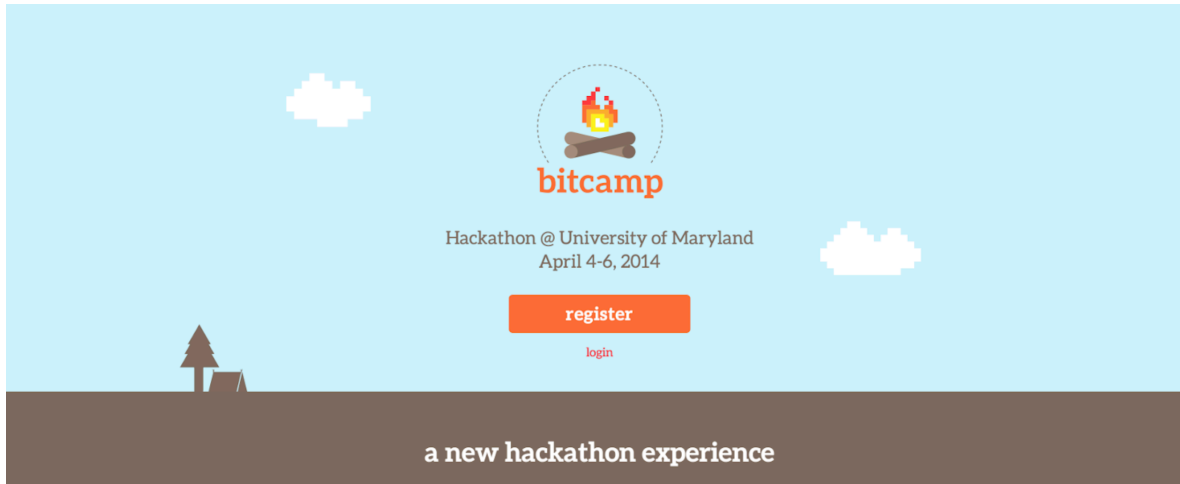 bitcamp
Hackathon @ University of Maryland
April 4-6, 2014
register
login
a new hackathon experience